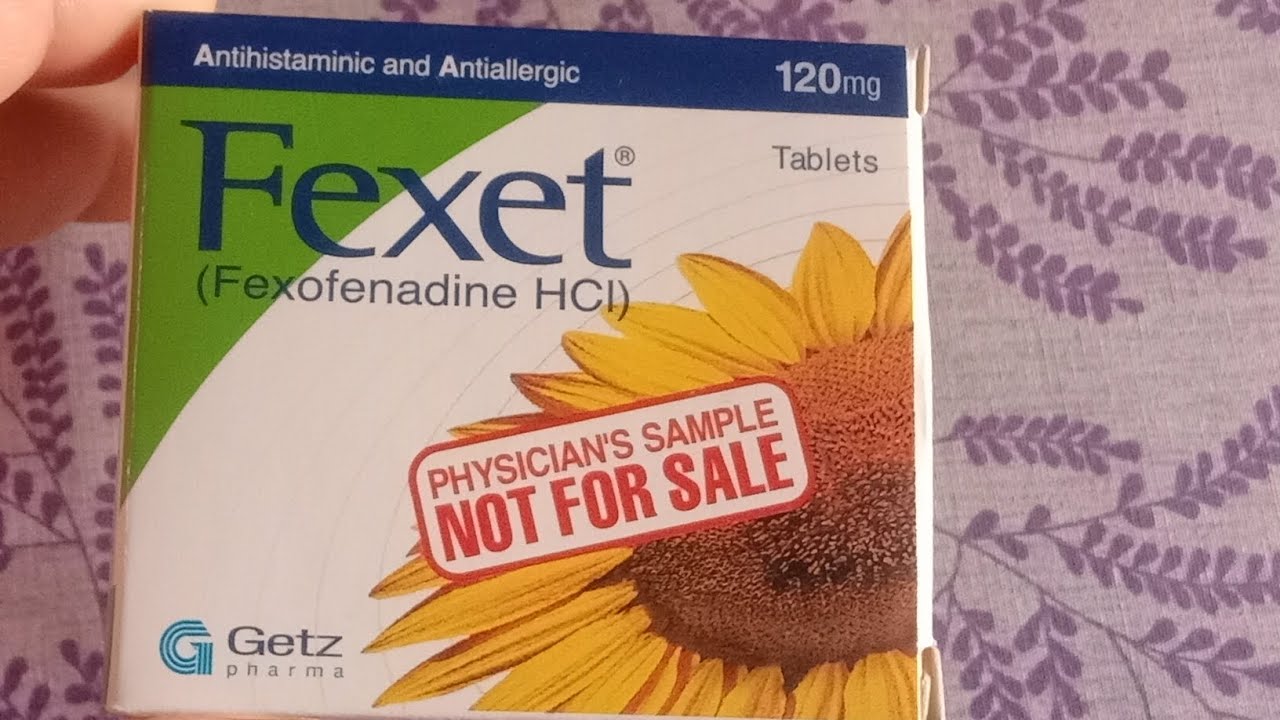 Antihistaminic and Antiallergic 120mg
Fexet®
Tablets
(Fexofenadine HCl)
PHYSICIAN'S SAMPLE
NOT FOR SALE
G Getz
pharma